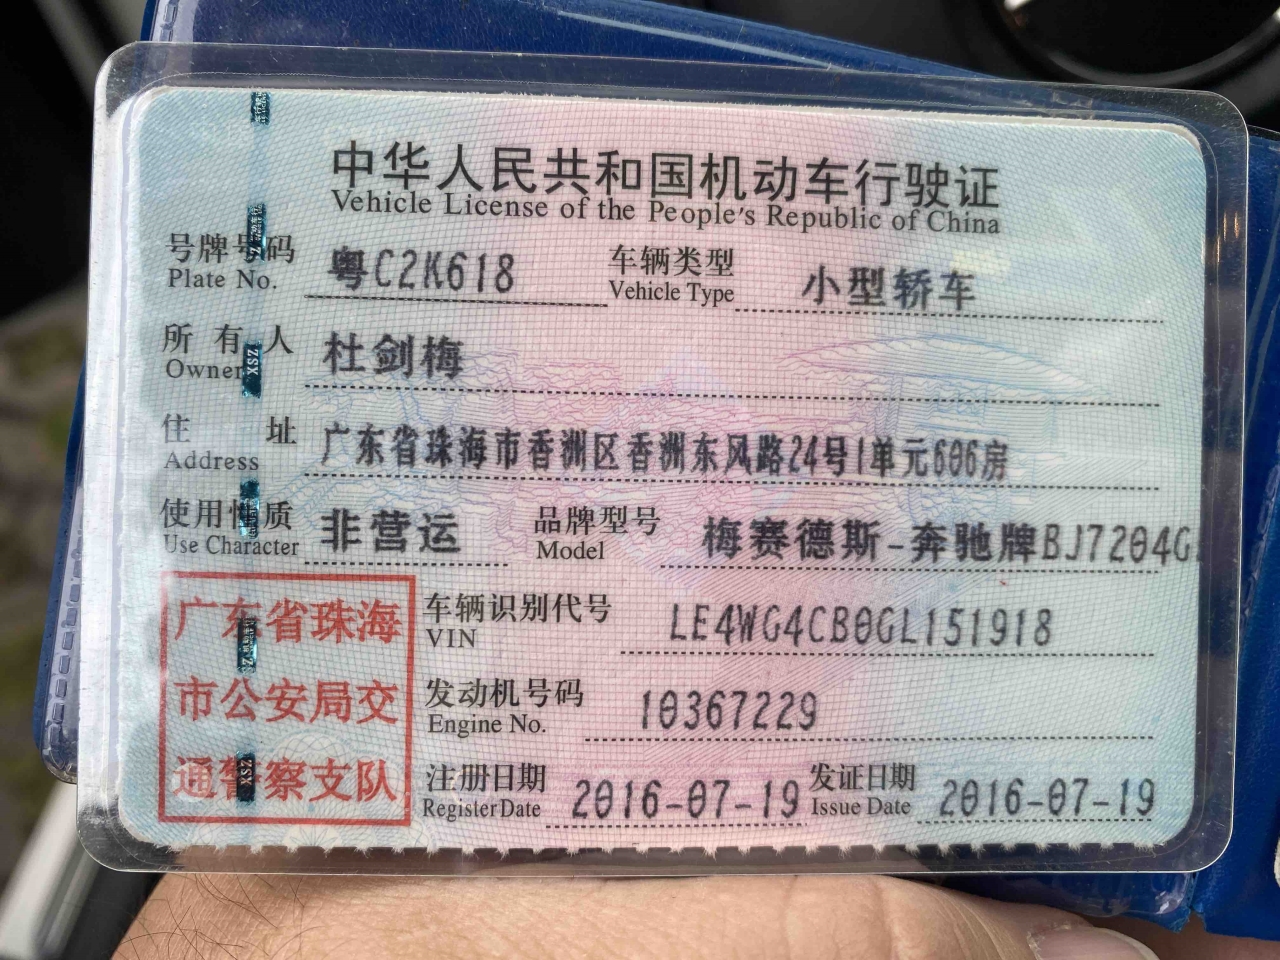 中华人民共和国机动车行驶证
Vehicle License of the People's Republic of China
号牌号码 粤C2K618 车辆类型 小型轿车
Plate No. Vehicle Type
所有人 杜剑梅
Owner
住址 广东省珠海市香洲区香洲东风路24号1单元606房
Address
使用性质 非营运 品牌型号 梅赛德斯-奔驰牌BJ7204G
Use Character Model
广东省珠海
市公安局交
通警察支队
车辆识别代号 LE4WG4CB0GL151918
VIN
发动机号码 10367229
Engine No.
注册日期 2016-07-19 发证日期 2016-07-19
Register Date Issue Date
XSZ
XSZ